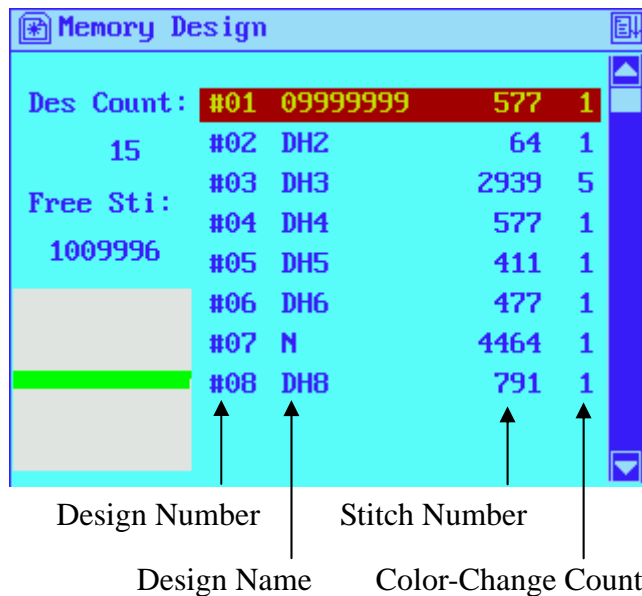 Memory Design
Des Count:
15
Free Sti:
1009996
#01 09999999 577 1
#02 DH2 64 1
#03 DH3 2939 5
#04 DH4 577 1
#05 DH5 411 1
#06 DH6 477 1
#07 N 4464 1
#08 DH8 791 1
Design Number Stitch Number
Design Name Color-Change Count